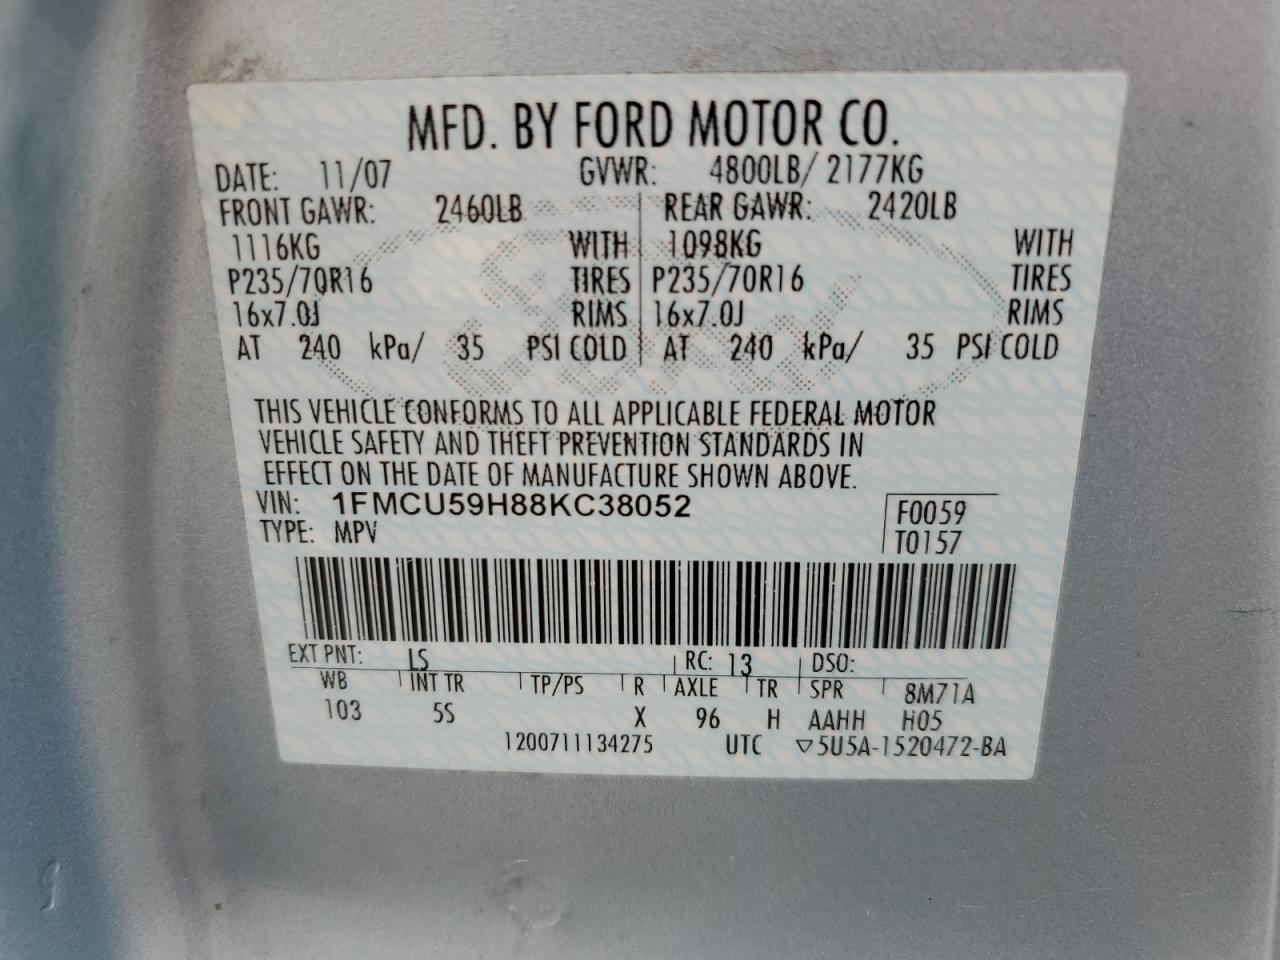 MFD. BY FORD MOTOR CO.
DATE: 11/07 GVWR: 4800LB/ 2177KG
FRONT GAWR: 2460LB REAR GAWR: 2420LB
1116KG WITH 1098KG WITH
P235/70R16 TIRES P235/70R16 TIRES
16x7.0J RIMS 16x7.0J RIMS
AT 240 kPa/ 35 PSI COLD AT 240 kPa/ 35 PSI COLD
THIS VEHICLE CONFORMS TO ALL APPLICABLE FEDERAL MOTOR
VEHICLE SAFETY AND THEFT PREVENTION STANDARDS IN
EFFECT ON THE DATE OF MANUFACTURE SHOWN ABOVE.
VIN: 1FMCU59H88KC38052 F0059
TYPE: MPV T0157
EXT PNT: LS RC: 13 DSO:
WB INT TR TP/PS R AXLE TR SPR 8M71A
103 5S X 96 H AAHH H05
1200711134275 UTC ▽5U5A-1520472-BA